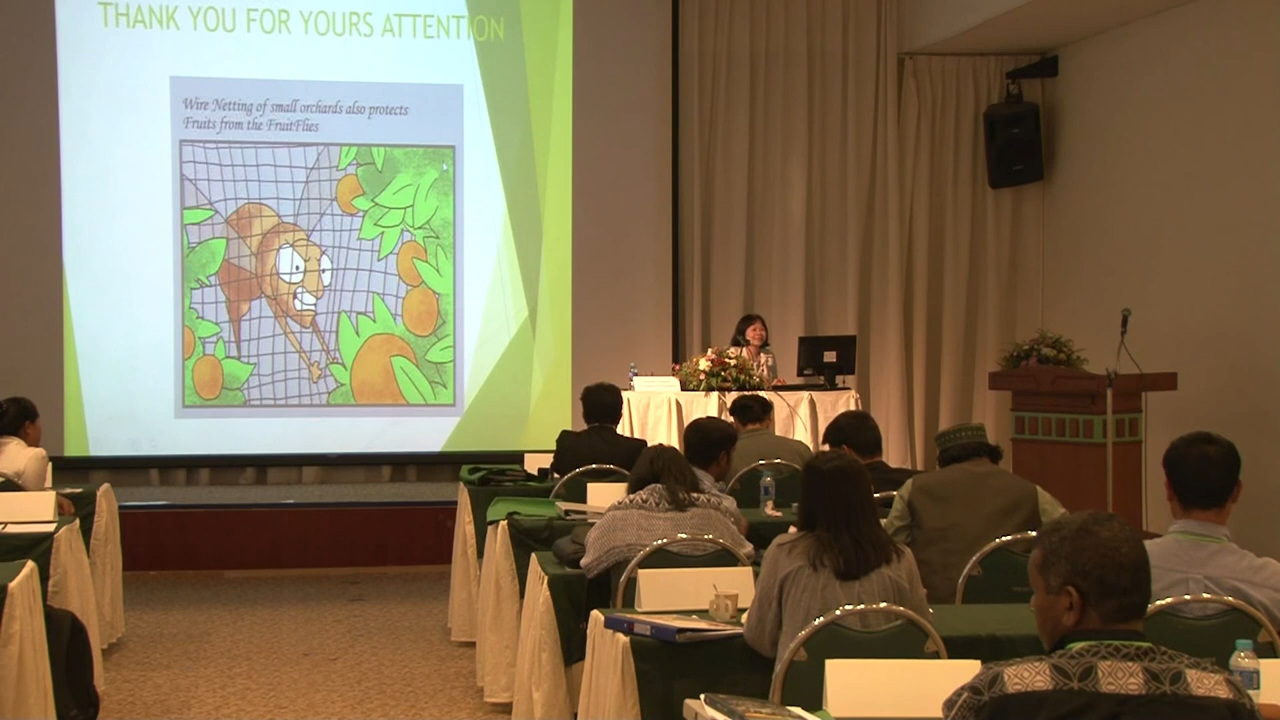 THANK YOU FOR YOURS ATTENTION
Wire Netting of small orchards also protects
Fruits from the FruitFlies